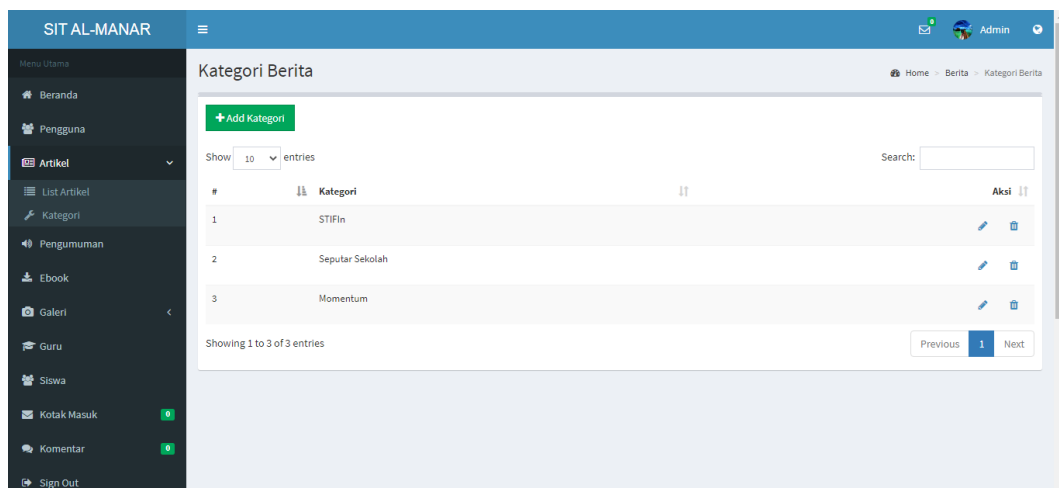 SIT AL-MANAR
0
Admin
Menu Utama
Beranda
Pengguna
Artikel
List Artikel
Kategori
Pengumuman
Ebook
Galeri
Guru
Siswa
Kotak Masuk 0
Komentar 0
Sign Out
Kategori Berita
Home > Berita > Kategori Berita
Add Kategori
Show 10 entries
Search:
# Kategori Aksi
1 STIFIn
2 Seputar Sekolah
3 Momentum
Showing 1 to 3 of 3 entries
Previous 1 Next